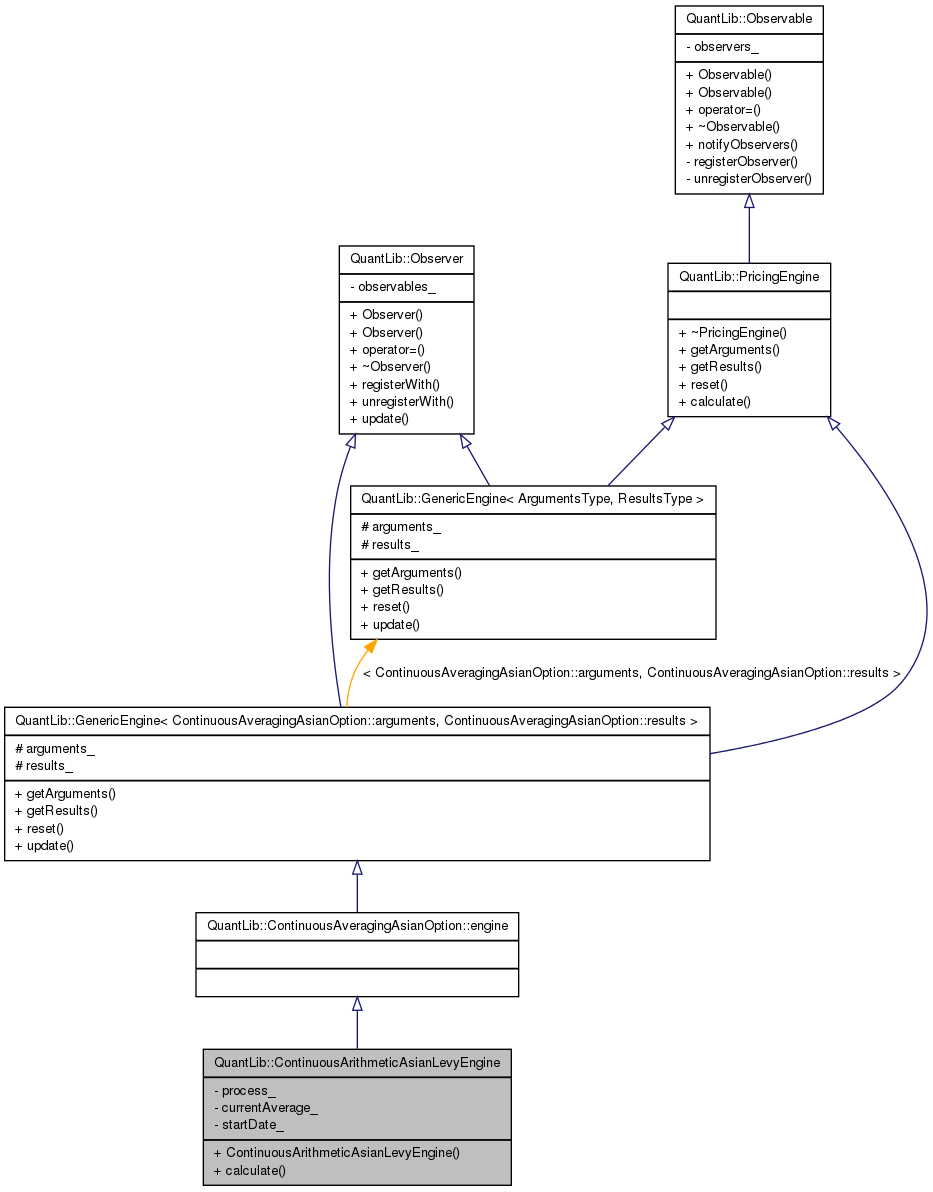 QuantLib::Observable
- observers_
+ Observable()
+ Observable()
+ operator=()
+ ~Observable()
+ notifyObservers()
- registerObserver()
- unregisterObserver()
QuantLib::Observer
- observables_
+ Observer()
+ Observer()
+ operator=()
+ ~Observer()
+ registerWith()
+ unregisterWith()
+ update()
QuantLib::PricingEngine
+ ~PricingEngine()
+ getArguments()
+ getResults()
+ reset()
+ calculate()
QuantLib::GenericEngine< ArgumentsType, ResultsType >
# arguments_
# results_
+ getArguments()
+ getResults()
+ reset()
+ update()
< ContinuousAveragingAsianOption::arguments, ContinuousAveragingAsianOption::results >
QuantLib::GenericEngine< ContinuousAveragingAsianOption::arguments, ContinuousAveragingAsianOption::results >
# arguments_
# results_
+ getArguments()
+ getResults()
+ reset()
+ update()
QuantLib::ContinuousAveragingAsianOption::engine
QuantLib::ContinuousArithmeticAsianLevyEngine
- process_
- currentAverage_
- startDate_
+ ContinuousArithmeticAsianLevyEngine()
+ calculate()